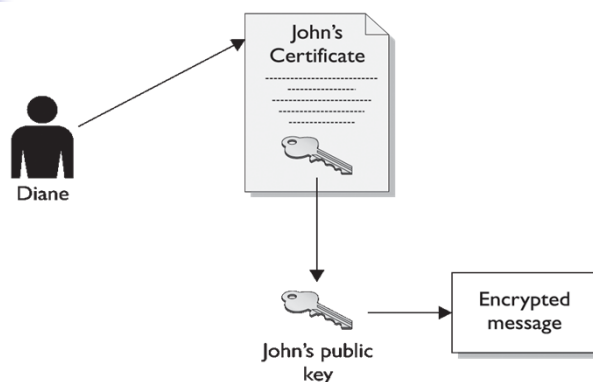 John's
Certificate
Diane
John's public
key
Encrypted
message